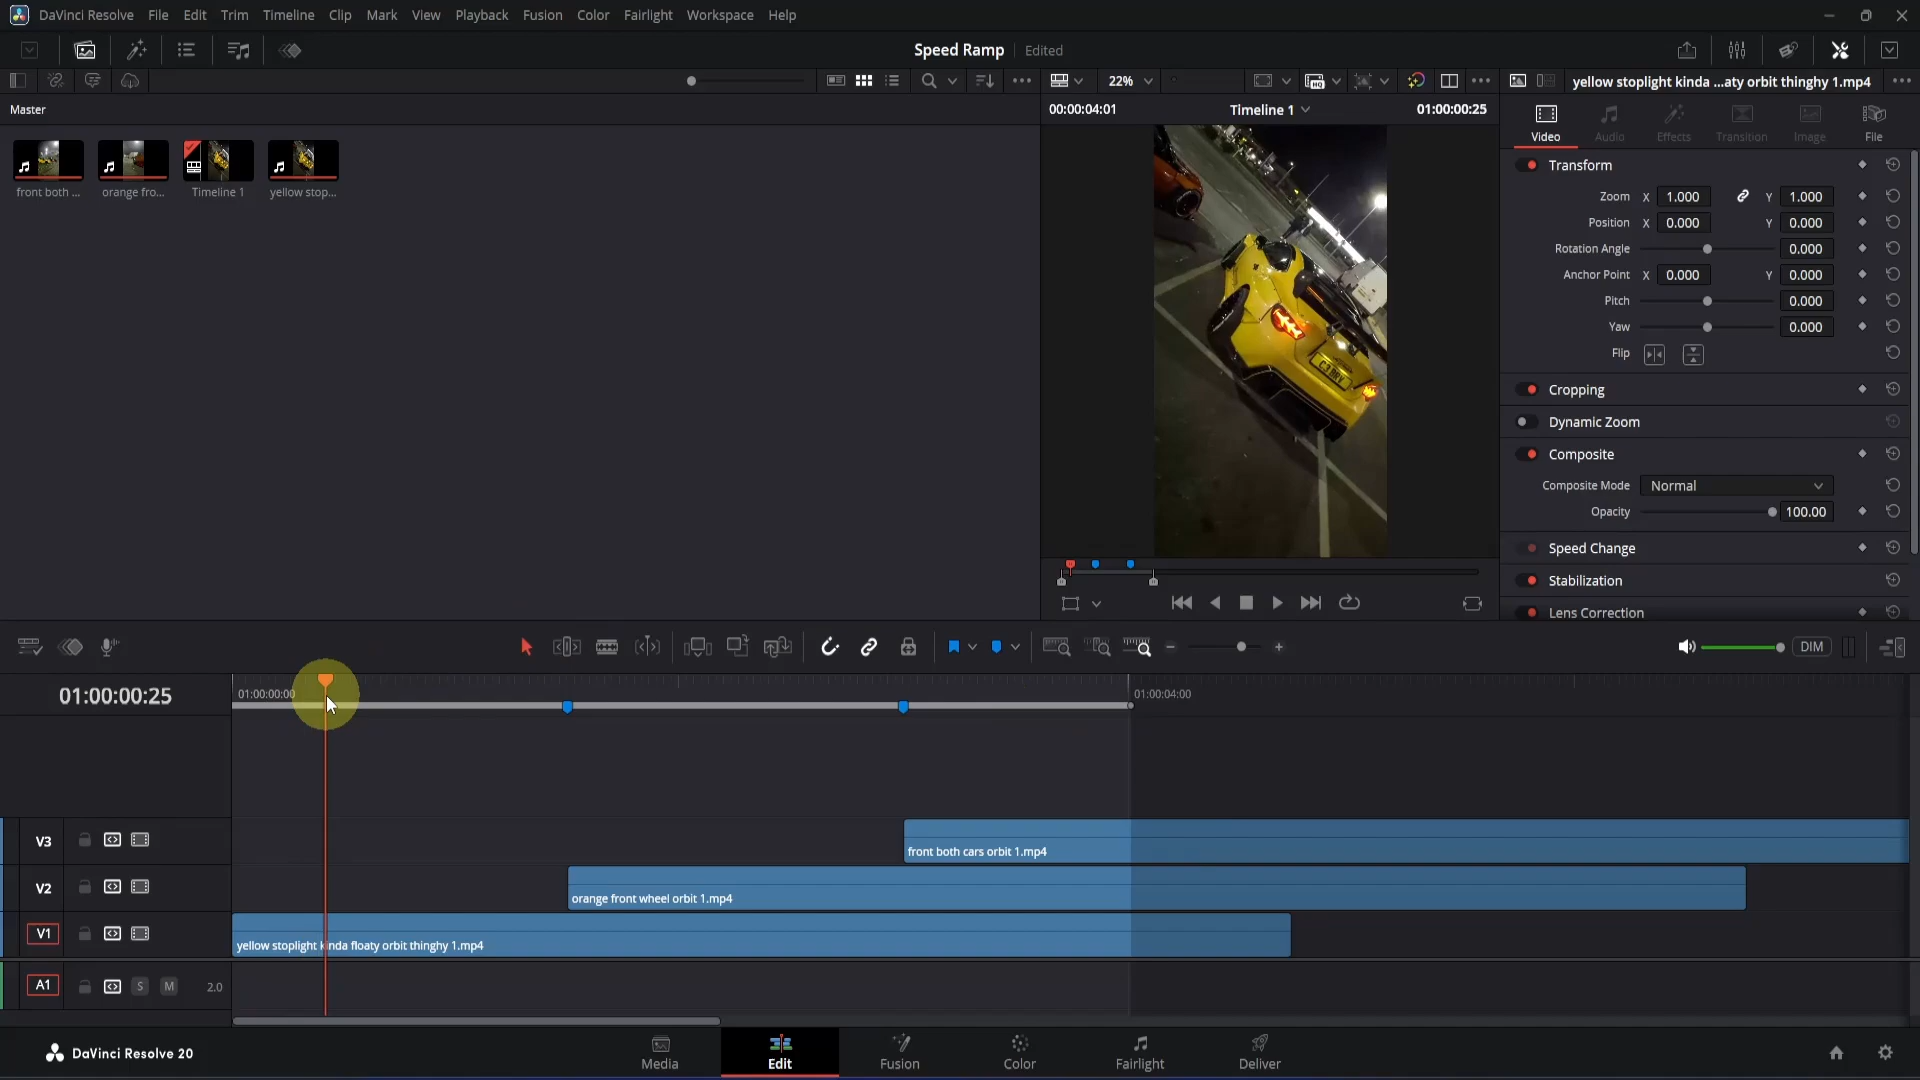 DaVinci Resolve File Edit Trim Timeline Clip Mark View Playback Fusion Color Fairlight Workspace Help
Speed Ramp Edited
22%
yellow stoplight kinda ...aty orbit thinghy 1.mp4
Master
00:00:04:01 Timeline 1 01:00:00:25
Video Audio Effects Transition Image File
front both ... orange fro... Timeline 1 yellow stop...
Transform
Zoom X 1.000 Y 1.000
Position X 0.000 Y 0.000
Rotation Angle 0.000
Anchor Point X 0.000 Y 0.000
Pitch 0.000
Yaw 0.000
Flip
Cropping
Dynamic Zoom
Composite
Composite Mode Normal
Opacity 100.00
Speed Change
Stabilization
Lens Correction
DIM
01:00:00:25
01:00:00:00
01:00:04:00
V3
front both cars orbit 1.mp4
V2
orange front wheel orbit 1.mp4
V1
yellow stoplight kinda floaty orbit thinghy 1.mp4
A1 S M 2.0
DaVinci Resolve 20
Media Edit Fusion Color Fairlight Deliver